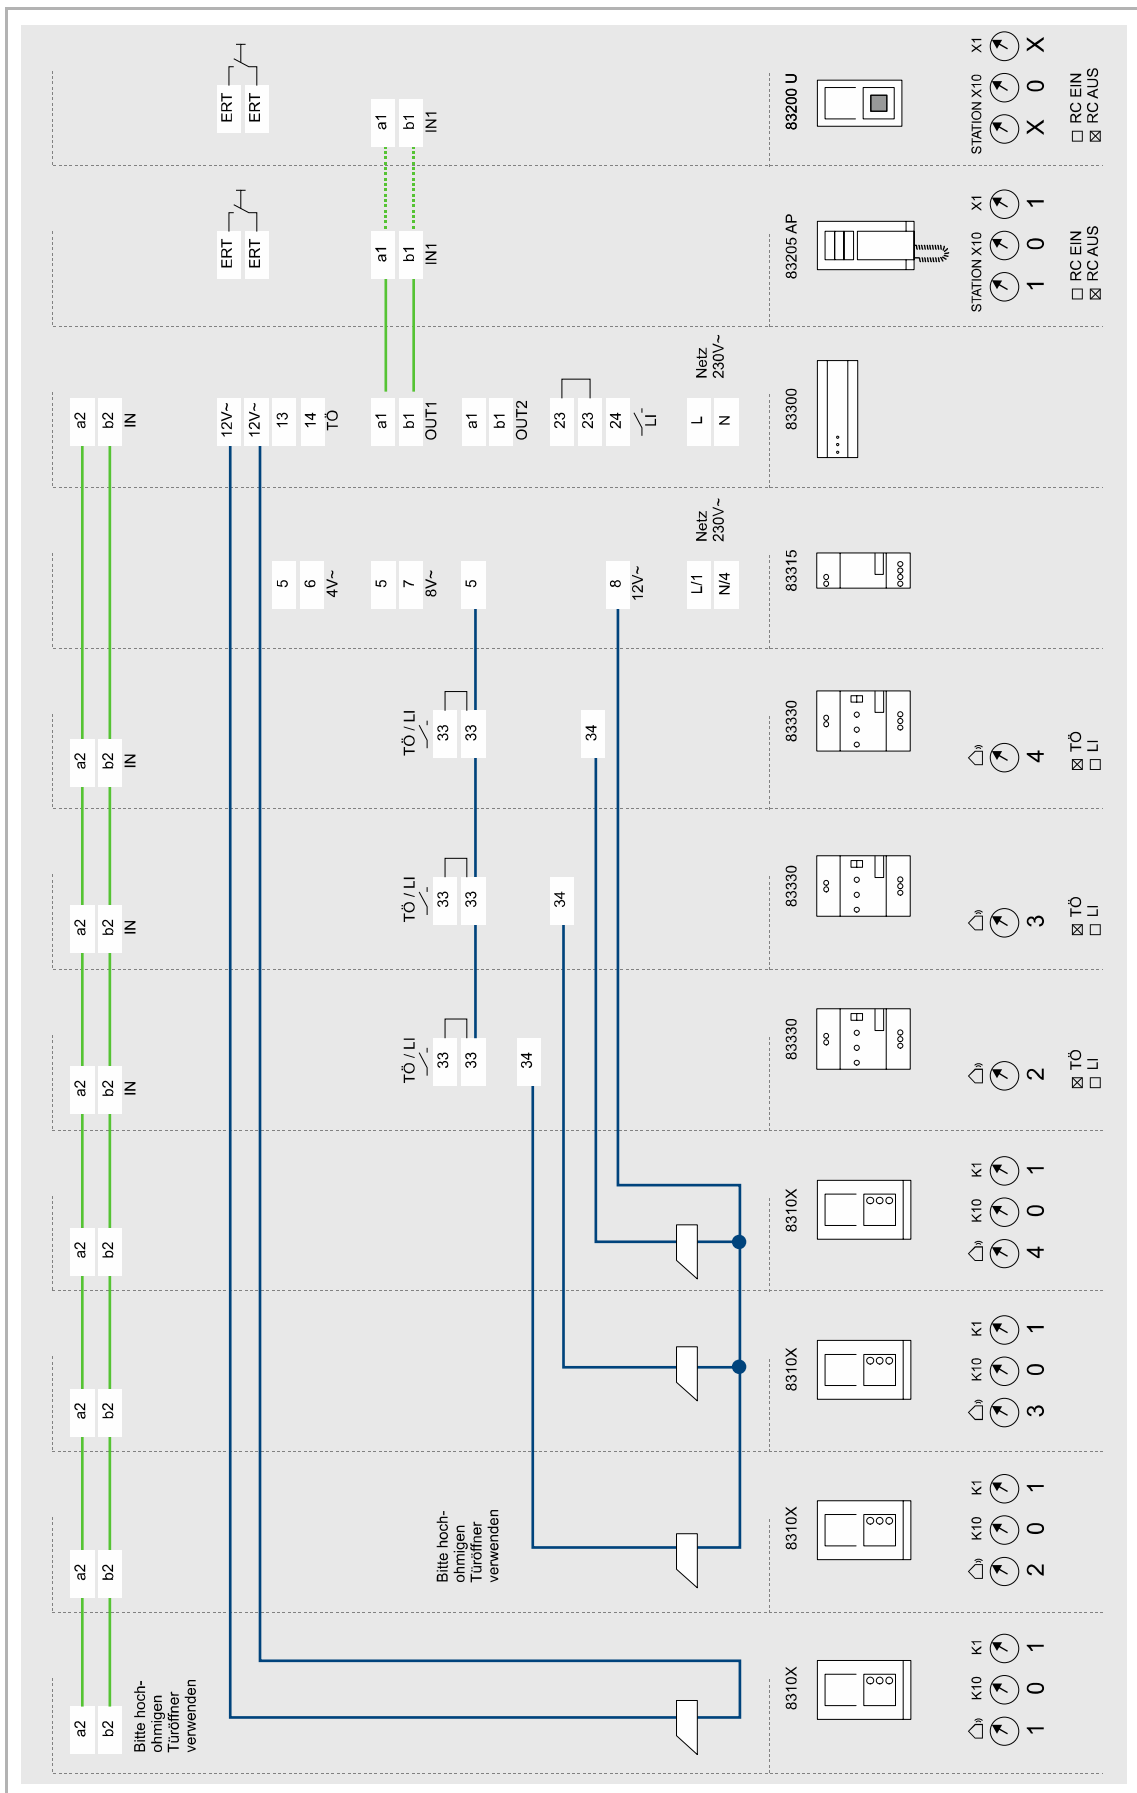 a2
b2
Bitte hoch-
ohmigen
Türöffner
verwenden
8310X
K10 K1
1 0 1
a2
b2
Bitte hoch-
ohmigen
Türöffner
verwenden
8310X
K10 K1
2 0 1
a2
b2
8310X
K10 K1
3 0 1
a2
b2
8310X
K10 K1
4 0 1
a2
b2
IN
TÖ / LI
33
33
34
83330
2
☒ TÖ
☐ LI
a2
b2
IN
TÖ / LI
33
33
34
83330
3
☒ TÖ
☐ LI
a2
b2
IN
TÖ / LI
33
33
34
83330
4
☒ TÖ
☐ LI
5
6
4V~
5
7
8V~
5
8
12V~
L/1
N/4
Netz
230V~
83315
a2
b2
IN
12V~
12V~
13
14
TÖ
a1
b1
OUT1
a1
b1
OUT2
23
23
24
LI
L
N
Netz
230V~
83300
ERT
ERT
a1
b1
IN1
83205 AP
STATION X10 X1
1 0 1
☐ RC EIN
☒ RC AUS
ERT
ERT
a1
b1
IN1
83200 U
STATION X10 X1
X 0 X
☐ RC EIN
☒ RC AUS